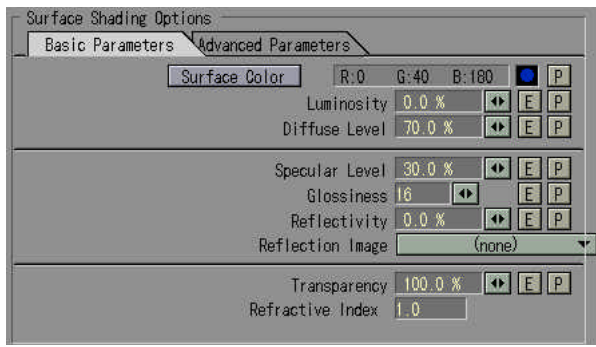 Surface Shading Options
Basic Parameters Advanced Parameters
Surface Color R:0 G:40 B:180 P
Luminosity 0.0 % E P
Diffuse Level 70.0 % E P
Specular Level 30.0 % E P
Glossiness 16 E P
Reflectivity 0.0 % E P
Reflection Image (none)
Transparency 100.0 % E P
Refractive Index 1.0